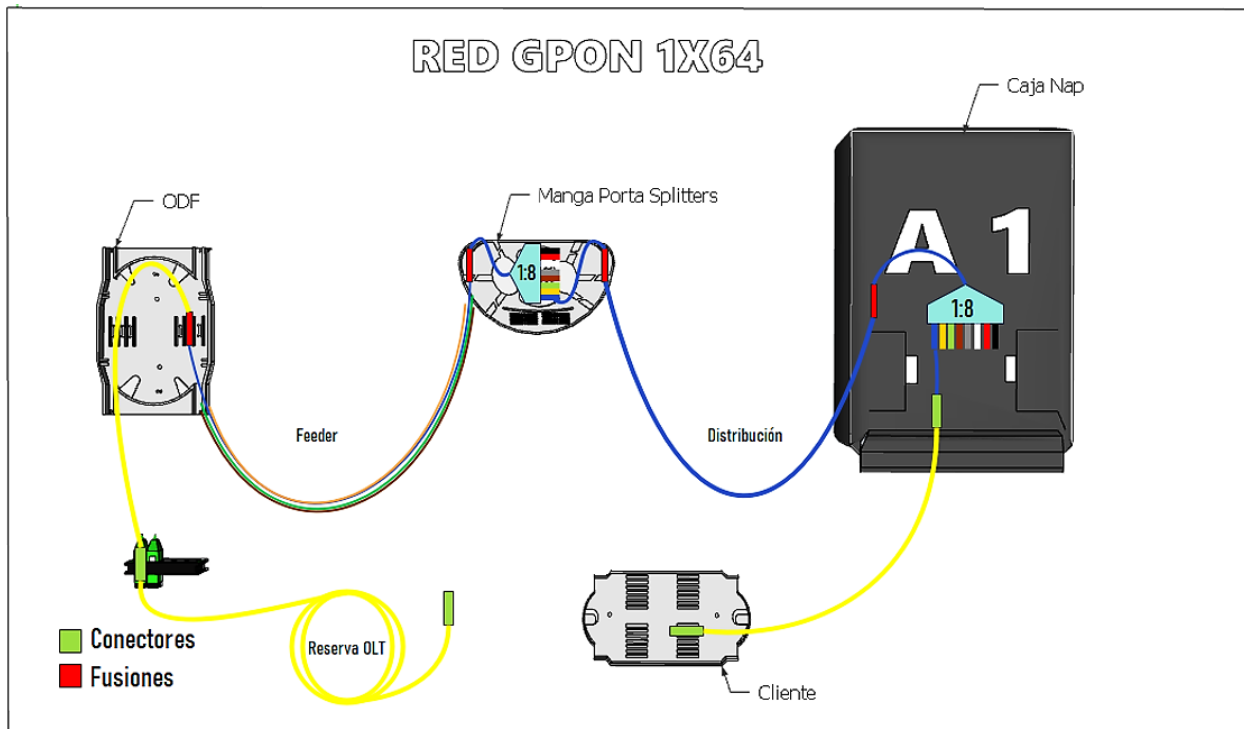 RED GPON 1X64
Caja Nap
ODF
Manga Porta Splitters
A 1
1:8
1:8
Feeder
Distribución
Conectores
Fusiones
Reserva OLT
Cliente